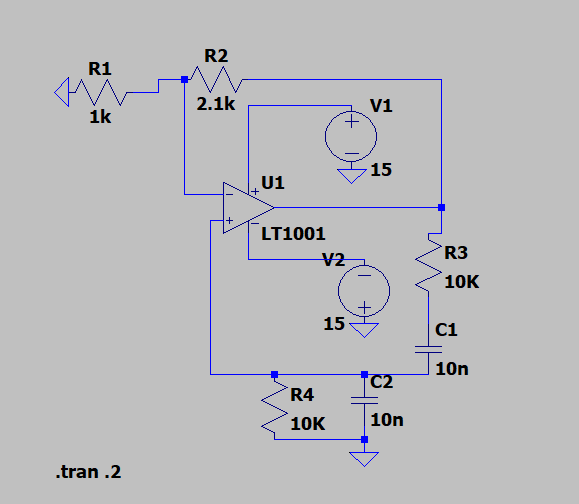 R1
1k
R2
2.1k
V1
+
−
15
U1
−
+
+
−
LT1001
V2
−
+
15
R3
10K
C1
10n
R4
10K
C2
10n
.tran .2